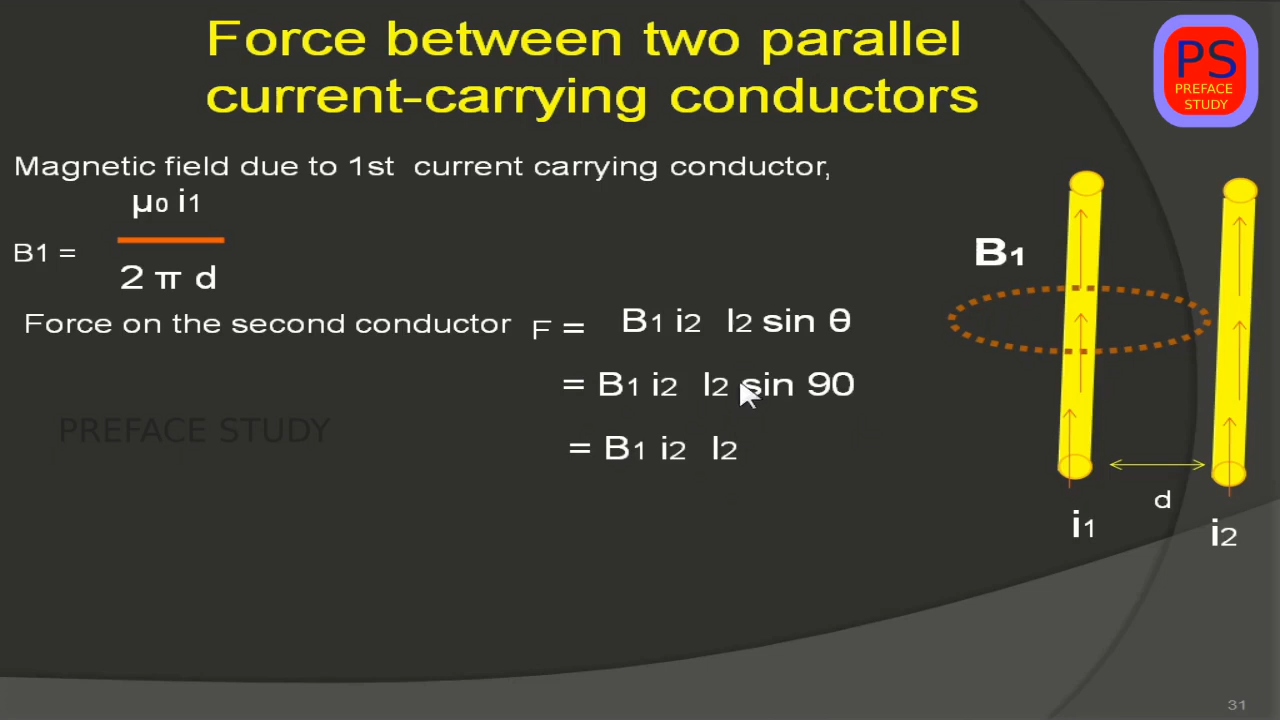 Force between two parallel
current-carrying conductors
PS
PREFACE
STUDY
Magnetic field due to 1st current carrying conductor,
μ0 i1
B1 =
2 π d
Force on the second conductor F = B1 i2 l2 sin θ
= B1 i2 l2 sin 90
= B1 i2 l2
PREFACE STUDY
B1
d
i1
i2
31